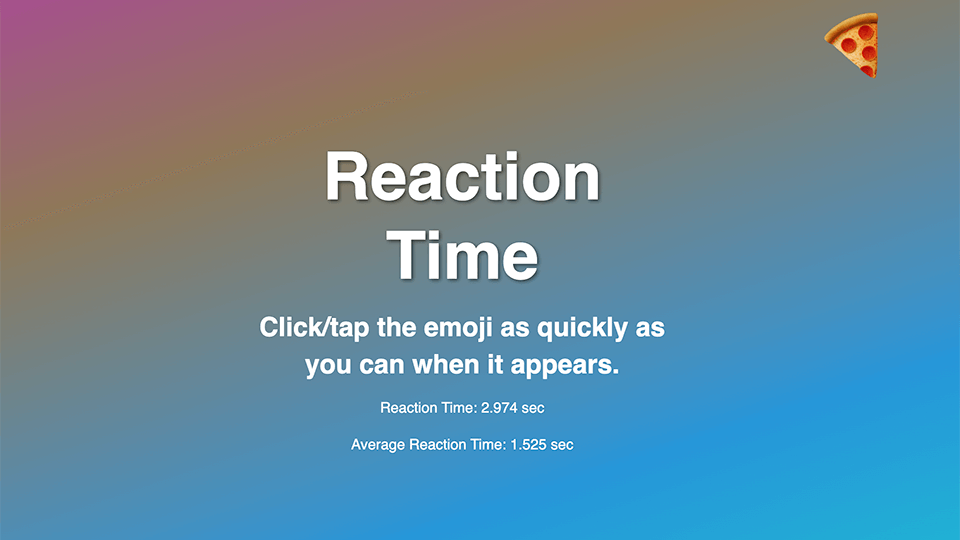 Reaction
Time
Click/tap the emoji as quickly as
you can when it appears.
Reaction Time: 2.974 sec
Average Reaction Time: 1.525 sec